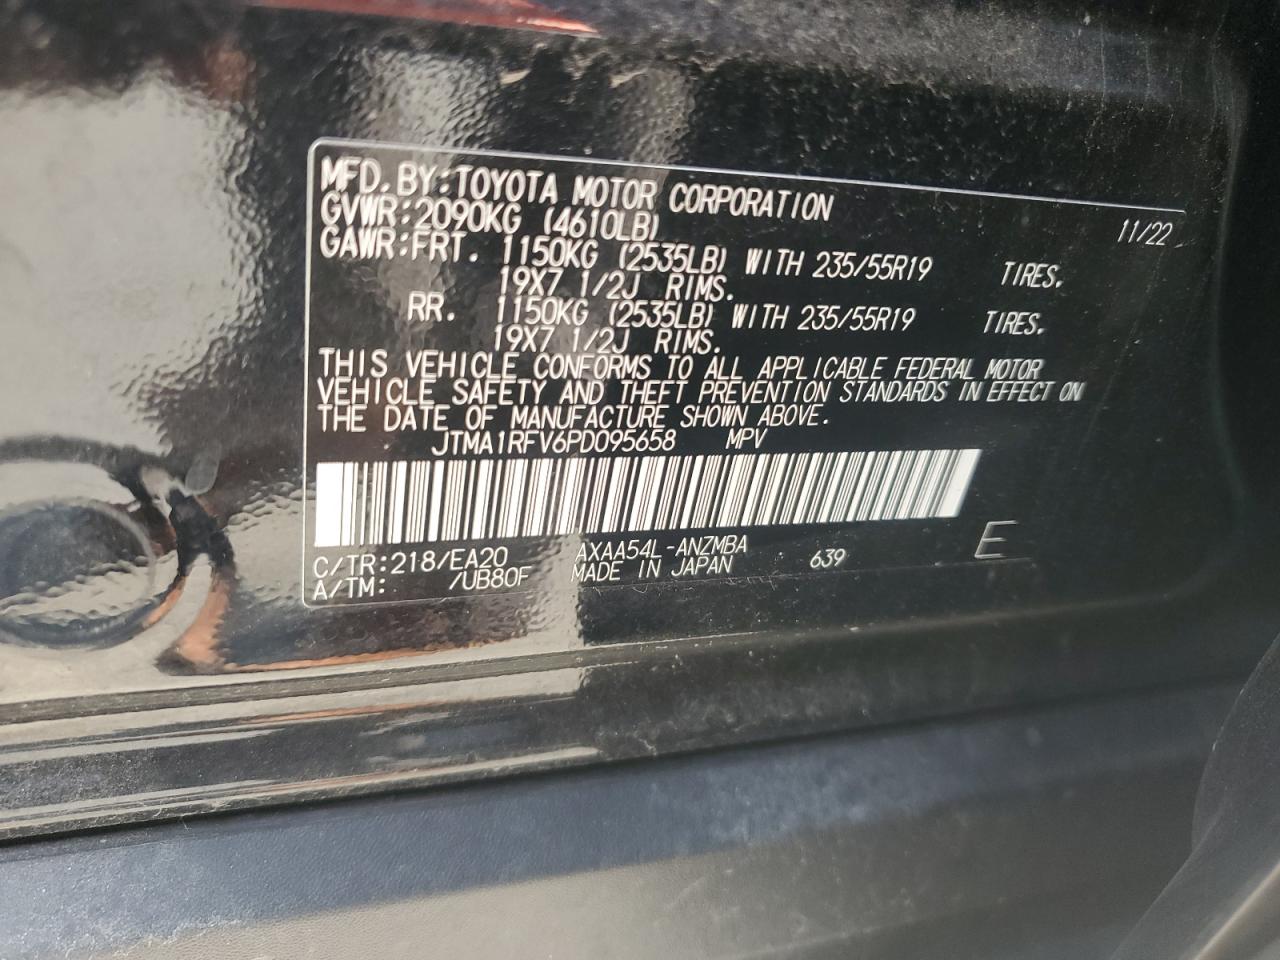 MFD. BY: TOYOTA MOTOR CORPORATION 11/22
GVWR: 2090KG (4610LB)
GAWR: FRT. 1150KG (2535LB) WITH 235/55R19 TIRES.
19X7 1/2J RIMS.
RR. 1150KG (2535LB) WITH 235/55R19 TIRES.
19X7 1/2J RIMS.
THIS VEHICLE CONFORMS TO ALL APPLICABLE FEDERAL MOTOR
VEHICLE SAFETY AND THEFT PREVENTION STANDARDS IN EFFECT ON
THE DATE OF MANUFACTURE SHOWN ABOVE.
JTMA1RFV6PD095658 MPV
C/TR: 218/EA20 AXAA54L-ANZMBA 639 E
A/TM: /UB80F MADE IN JAPAN